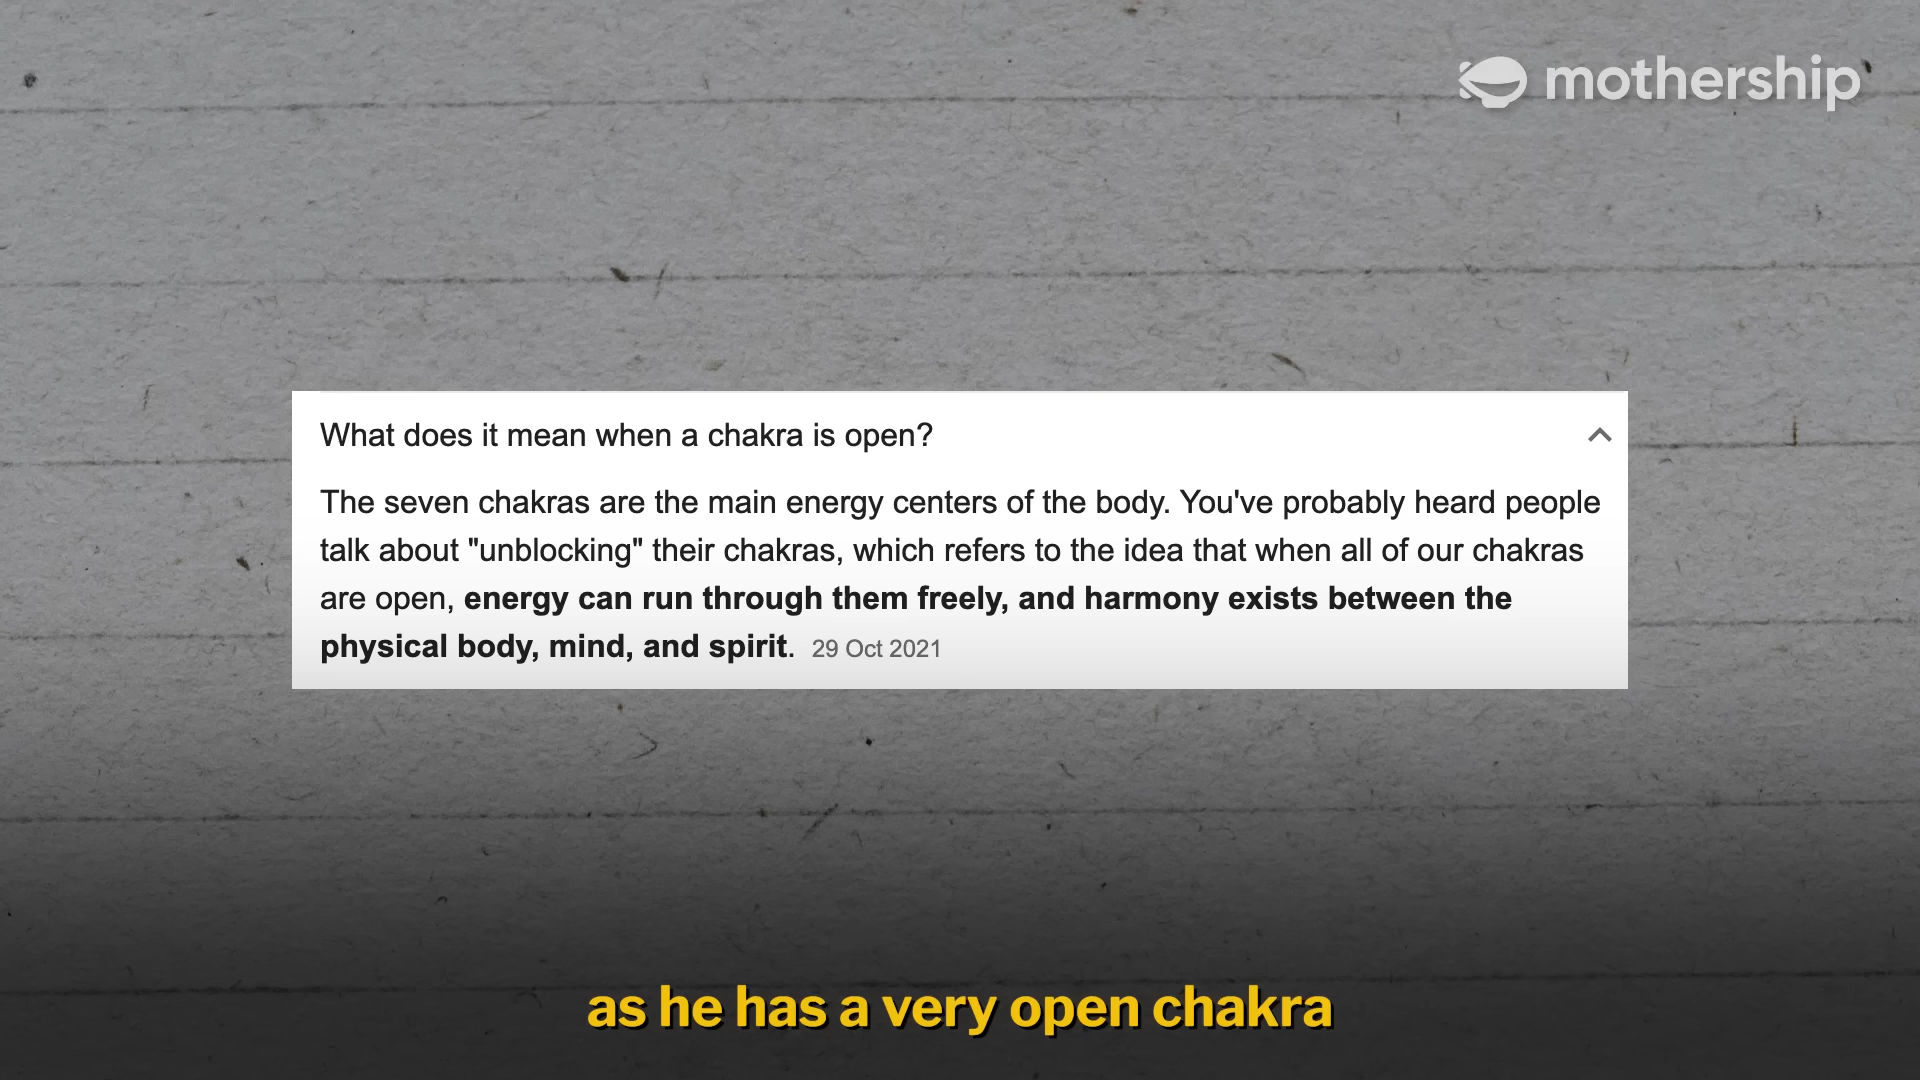 mothership
What does it mean when a chakra is open?
The seven chakras are the main energy centers of the body. You've probably heard people
talk about "unblocking" their chakras, which refers to the idea that when all of our chakras
are open, energy can run through them freely, and harmony exists between the
physical body, mind, and spirit. 29 Oct 2021
as he has a very open chakra